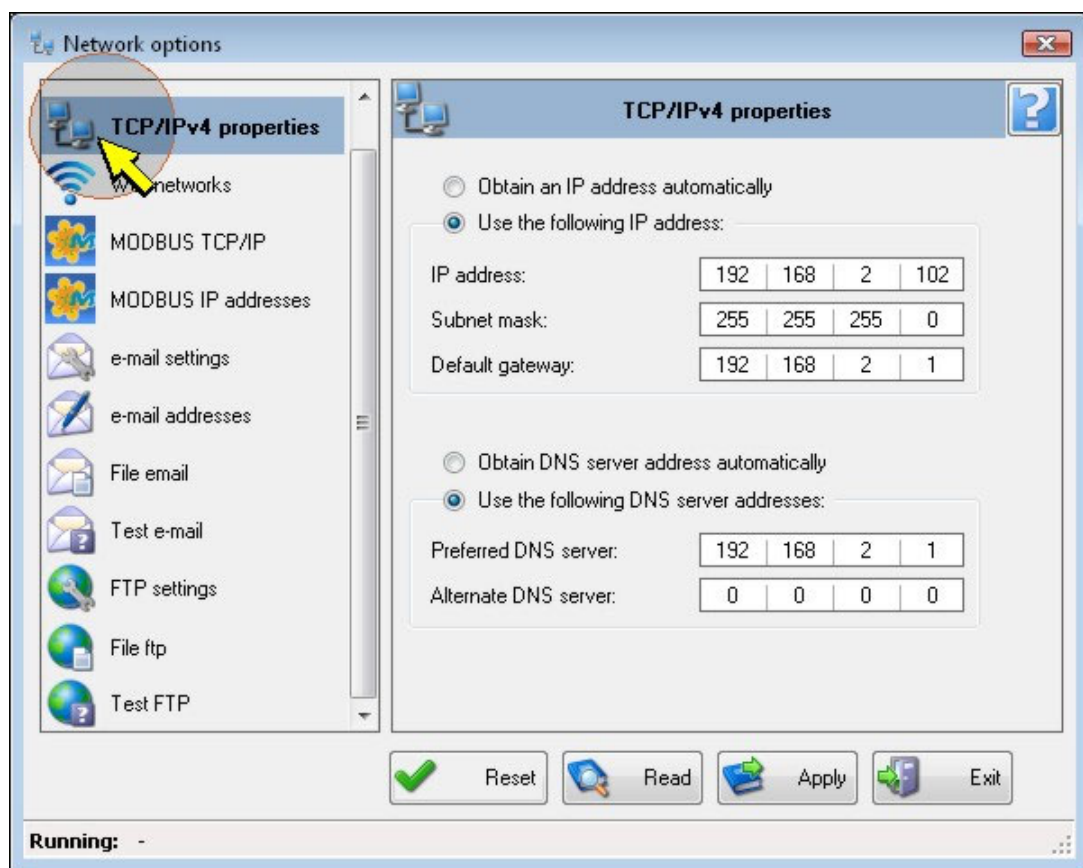 Network options
TCP/IPv4 properties
networks
MODBUS TCP/IP
MODBUS IP addresses
e-mail settings
e-mail addresses
File email
Test e-mail
FTP settings
File ftp
Test FTP
TCP/IPv4 properties
Obtain an IP address automatically
Use the following IP address:
IP address: 192 168 2 102
Subnet mask: 255 255 255 0
Default gateway: 192 168 2 1
Obtain DNS server address automatically
Use the following DNS server addresses:
Preferred DNS server: 192 168 2 1
Alternate DNS server: 0 0 0 0
Reset Read Apply Exit
Running: -